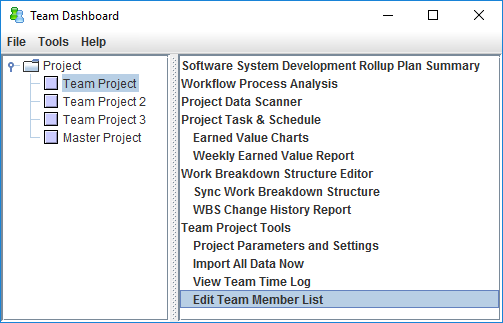 Team Dashboard
File Tools Help
Project
Team Project
Team Project 2
Team Project 3
Master Project
Software System Development Rollup Plan Summary
Workflow Process Analysis
Project Data Scanner
Project Task & Schedule
Earned Value Charts
Weekly Earned Value Report
Work Breakdown Structure Editor
Sync Work Breakdown Structure
WBS Change History Report
Team Project Tools
Project Parameters and Settings
Import All Data Now
View Team Time Log
Edit Team Member List